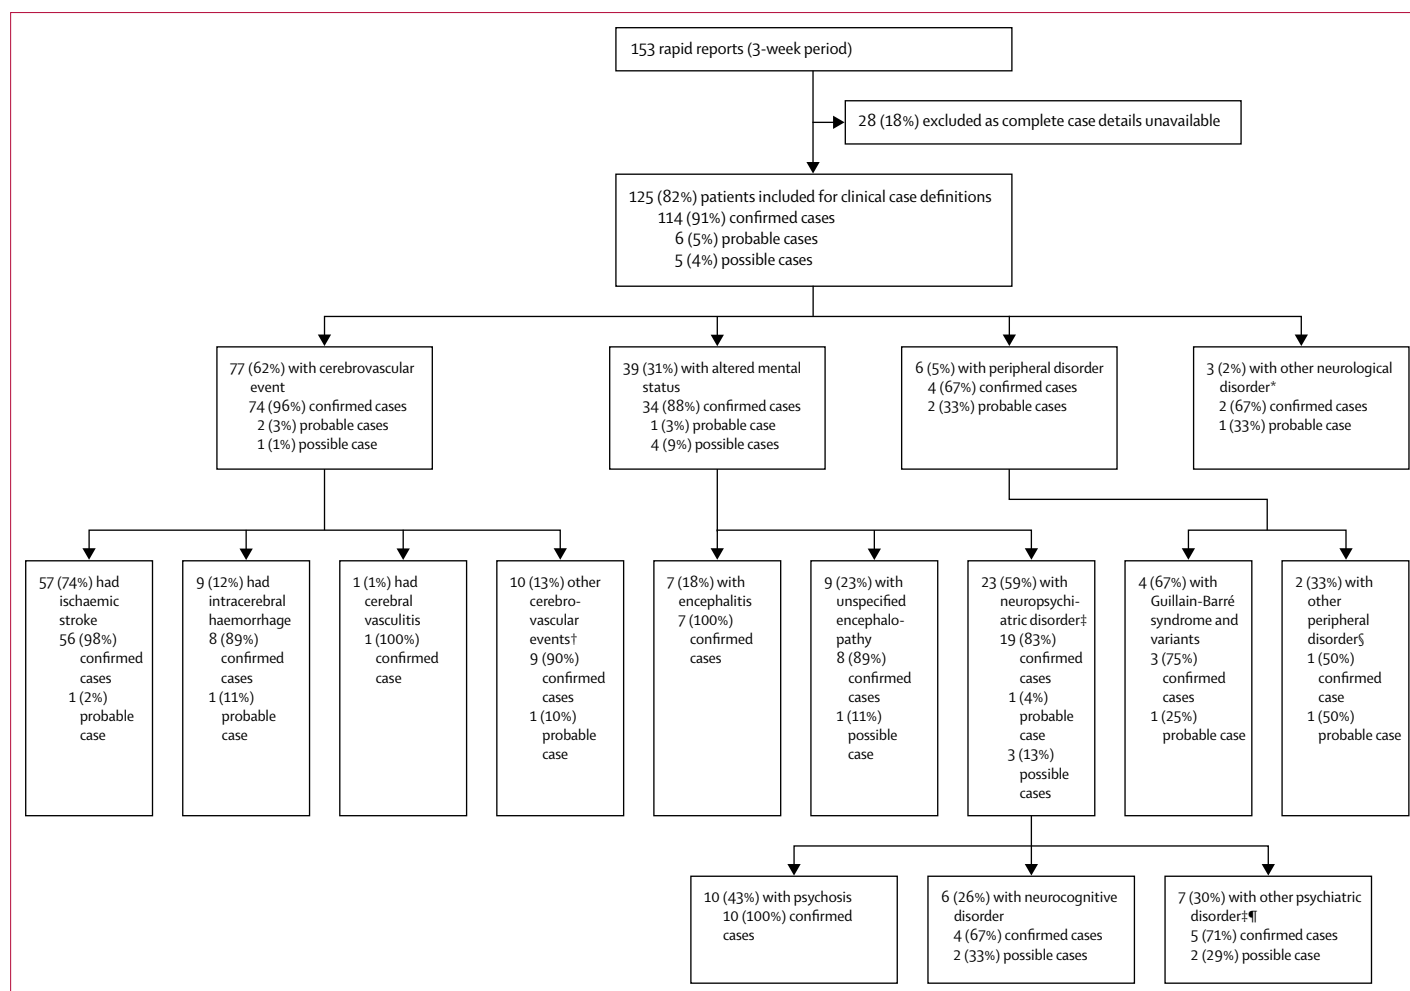 153 rapid reports (3-week period)
28 (18%) excluded as complete case details unavailable
125 (82%) patients included for clinical case definitions
114 (91%) confirmed cases
6 (5%) probable cases
5 (4%) possible cases
77 (62%) with cerebrovascular
event
74 (96%) confirmed cases
2 (3%) probable cases
1 (1%) possible case
39 (31%) with altered mental
status
34 (88%) confirmed cases
1 (3%) probable case
4 (9%) possible cases
6 (5%) with peripheral disorder
4 (67%) confirmed cases
2 (33%) probable cases
3 (2%) with other neurological
disorder*
2 (67%) confirmed cases
1 (33%) probable case
57 (74%) had
ischaemic
stroke
56 (98%)
confirmed
cases
1 (2%)
probable
case
9 (12%) had
intracerebral
haemorrhage
8 (89%)
confirmed
cases
1 (11%)
probable
case
1 (1%) had
cerebral
vasculitis
1 (100%)
confirmed
case
10 (13%) other
cerebro-
vascular
events†
9 (90%)
confirmed
cases
1 (10%)
probable
case
7 (18%) with
encephalitis
7 (100%)
confirmed
cases
9 (23%) with
unspecified
encephalo-
pathy
8 (89%)
confirmed
cases
1 (11%)
possible
case
23 (59%) with
neuropsychi-
atric disorder‡
19 (83%)
confirmed
cases
1 (4%)
probable
case
3 (13%)
possible
cases
4 (67%) with
Guillain-Barré
syndrome and
variants
3 (75%)
confirmed
cases
1 (25%)
probable case
2 (33%) with
other
peripheral
disorder§
1 (50%)
confirmed
case
1 (50%)
probable case
10 (43%) with psychosis
10 (100%) confirmed
cases
6 (26%) with neurocognitive
disorder
4 (67%) confirmed cases
2 (33%) possible cases
7 (30%) with other psychiatric
disorder‡¶
5 (71%) confirmed cases
2 (29%) possible case